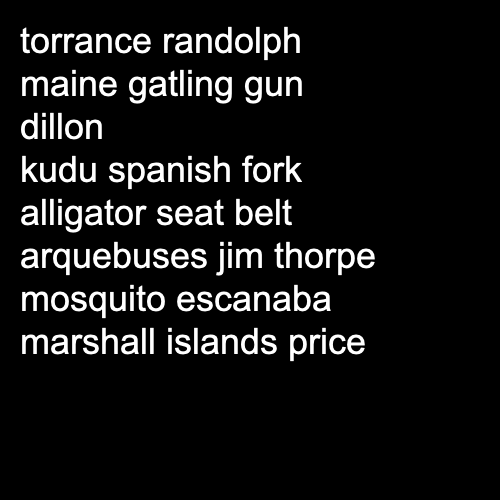 torrance randolph
maine gatling gun
dillon
kudu spanish fork
alligator seat belt
arquebuses jim thorpe
mosquito escanaba
marshall islands price